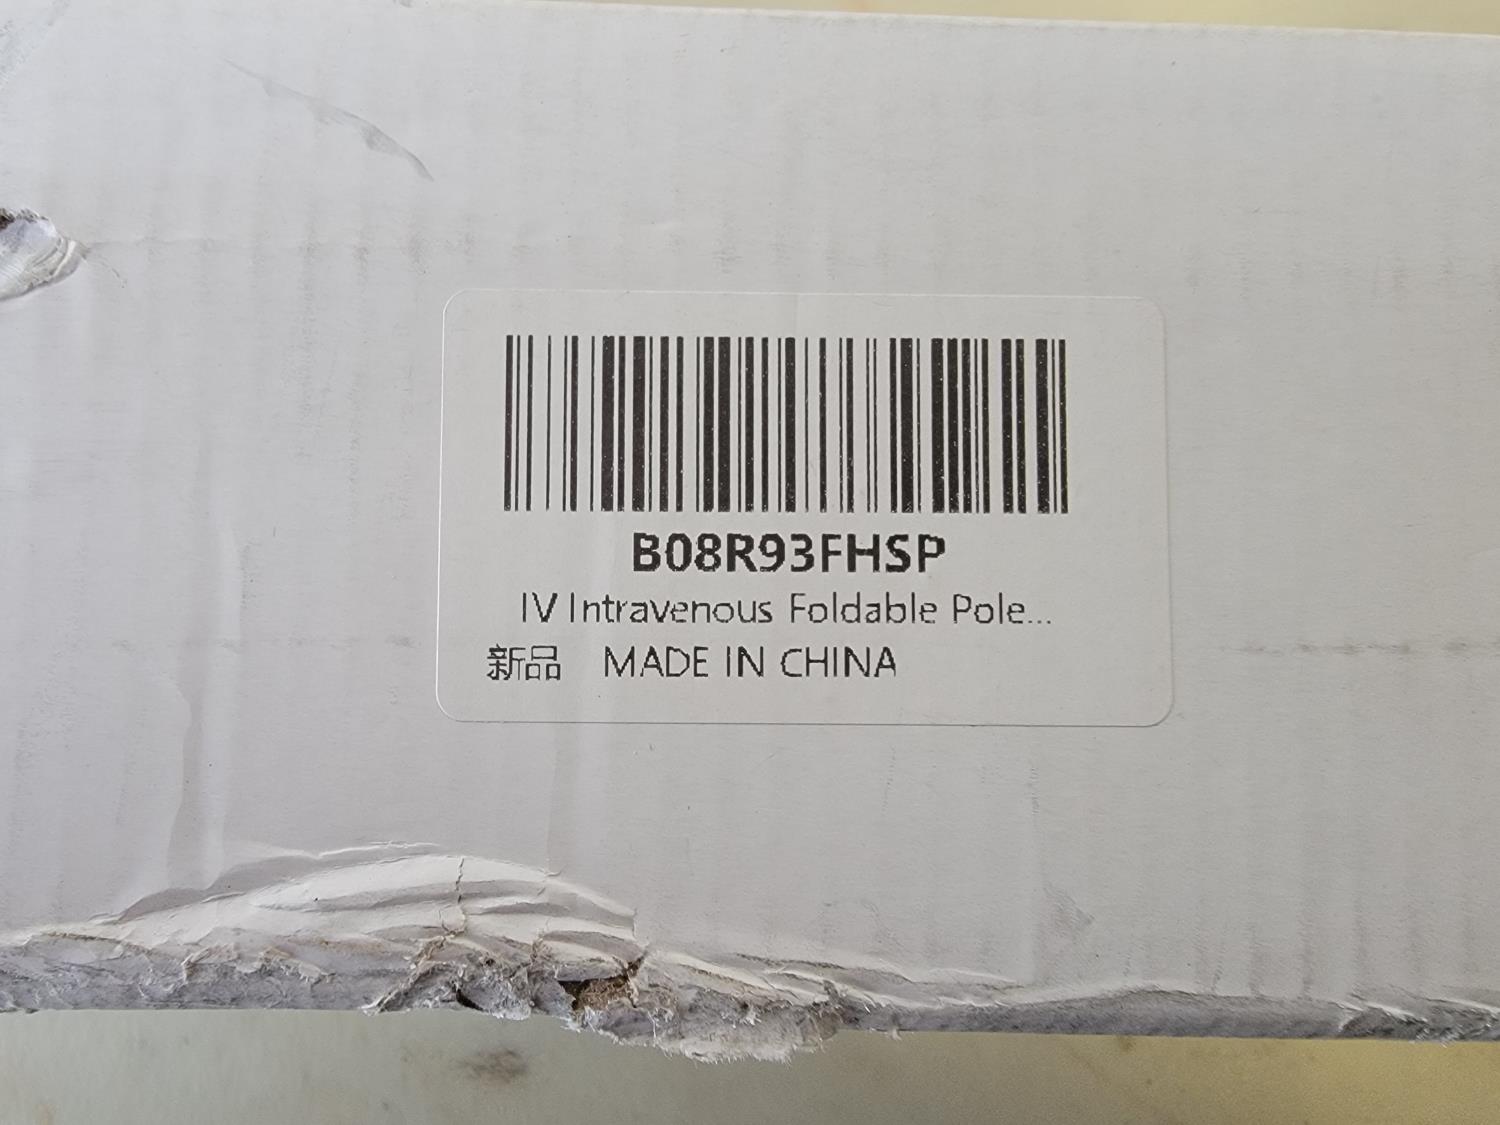 B08R93FHSP
IV Intravenous Foldable Pole...
新品 MADE IN CHINA